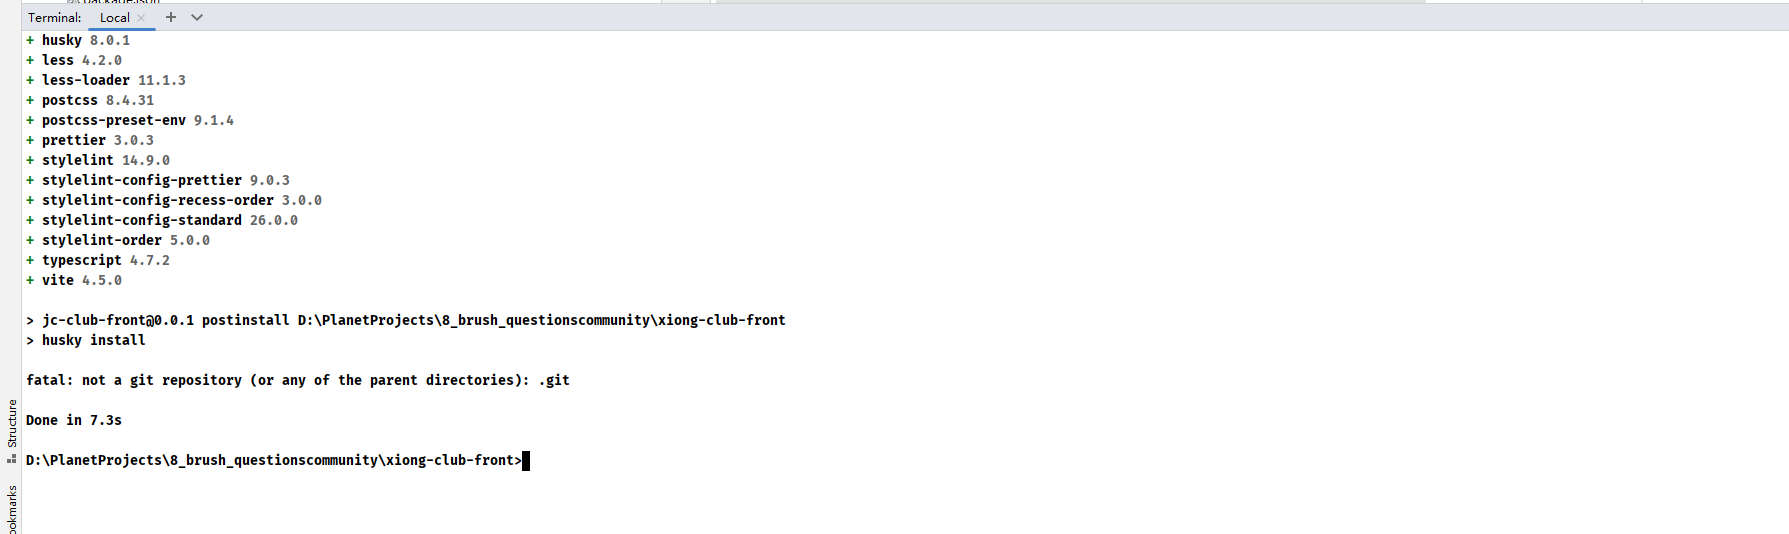 package.json
Terminal: Local
+ husky 8.0.1
+ less 4.2.0
+ less-loader 11.1.3
+ postcss 8.4.31
+ postcss-preset-env 9.1.4
+ prettier 3.0.3
+ stylelint 14.9.0
+ stylelint-config-prettier 9.0.3
+ stylelint-config-recess-order 3.0.0
+ stylelint-config-standard 26.0.0
+ stylelint-order 5.0.0
+ typescript 4.7.2
+ vite 4.5.0
> jc-club-front@0.0.1 postinstall D:\PlanetProjects\8_brush_questionscommunity\xiong-club-front
> husky install
fatal: not a git repository (or any of the parent directories): .git
Done in 7.3s
D:\PlanetProjects\8_brush_questionscommunity\xiong-club-front>
Structure
ookmarks